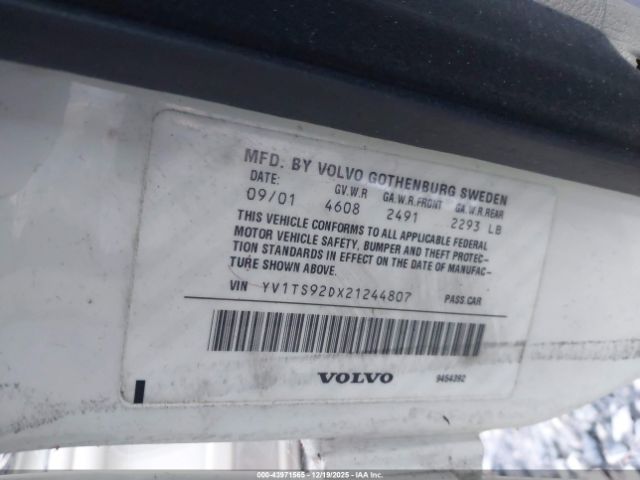 MFD. BY VOLVO GOTHENBURG SWEDEN
DATE: GV.W.R GA.W.R.FRONT GA.W.R.REAR
09/01 4608 2491 2293 LB
THIS VEHICLE CONFORMS TO ALL APPLICABLE FEDERAL
MOTOR VEHICLE SAFETY, BUMPER AND THEFT PROTEC-
TION STANDARDS IN EFFECT ON THE DATE OF MANUFAC-
TURE SHOWN ABOVE.
VIN YV1TS92DX21244807 PASS.CAR
VOLVO 9454392
000-43971565 - 12/19/2025 - IAAI, Inc.